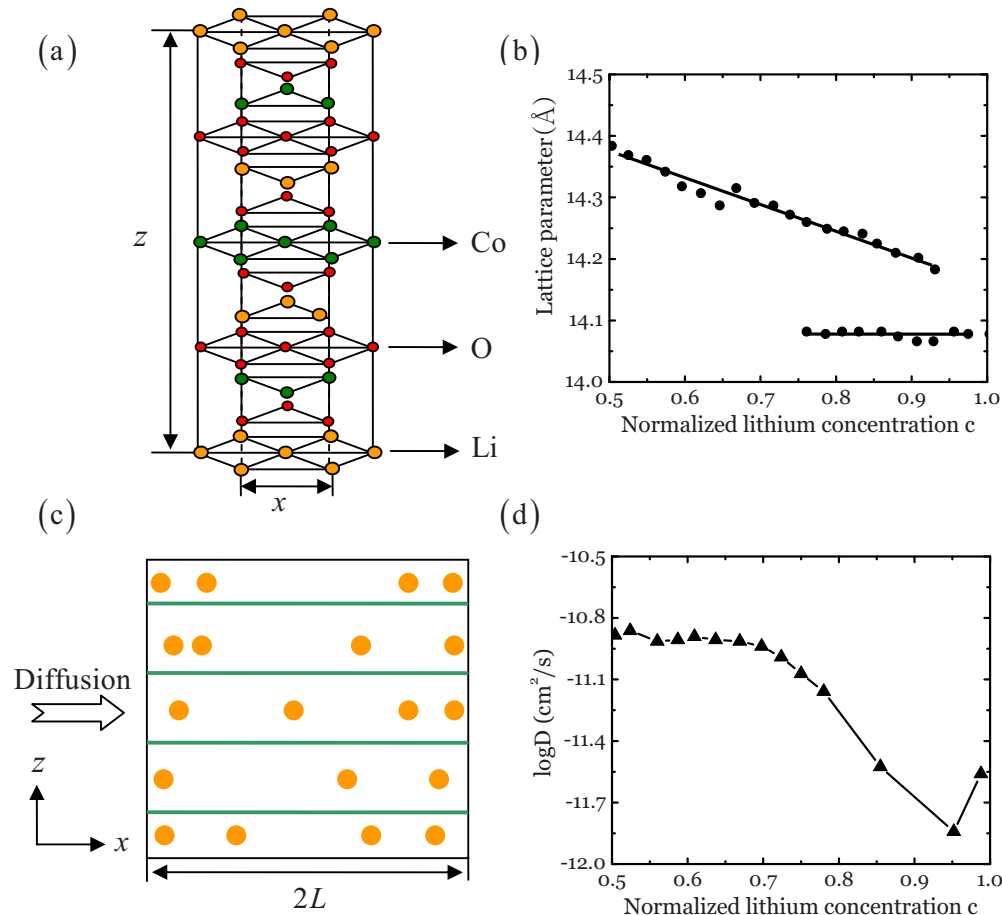 (a)
z
Co
O
Li
x
(b)
14.5
14.4
14.3
14.2
14.1
14.0
Lattice parameter(Å)
0.5 0.6 0.7 0.8 0.9 1.0
Normalized lithium concentration c
(c)
Diffusion
z
x
2L
(d)
-10.5
-10.8
-11.1
-11.4
-11.7
-12.0
logD (cm²/s)
0.5 0.6 0.7 0.8 0.9 1.0
Normalized lithium concentration c